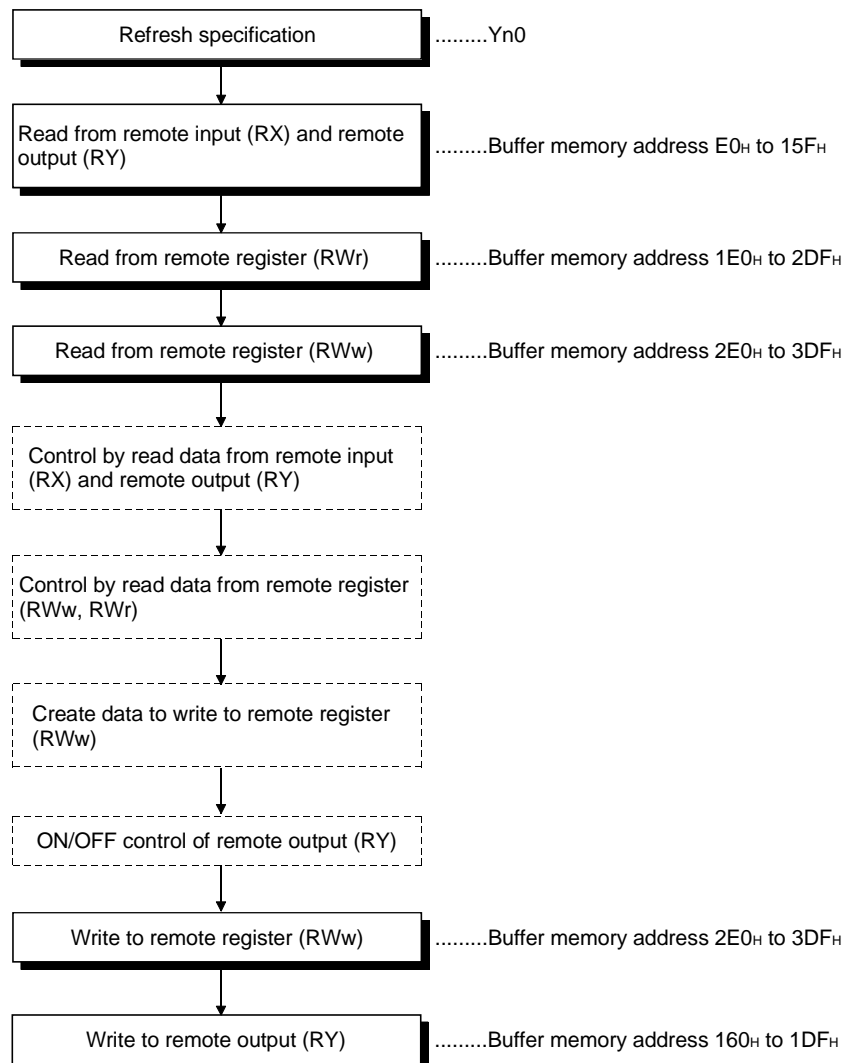 Refresh specification .........Yn0
Read from remote input (RX) and remote
output (RY) .........Buffer memory address E0H to 15FH
Read from remote register (RWr) .........Buffer memory address 1E0H to 2DFH
Read from remote register (RWw) .........Buffer memory address 2E0H to 3DFH
Control by read data from remote input
(RX) and remote output (RY)
Control by read data from remote register
(RWw, RWr)
Create data to write to remote register
(RWw)
ON/OFF control of remote output (RY)
Write to remote register (RWw) .........Buffer memory address 2E0H to 3DFH
Write to remote output (RY) .........Buffer memory address 160H to 1DFH